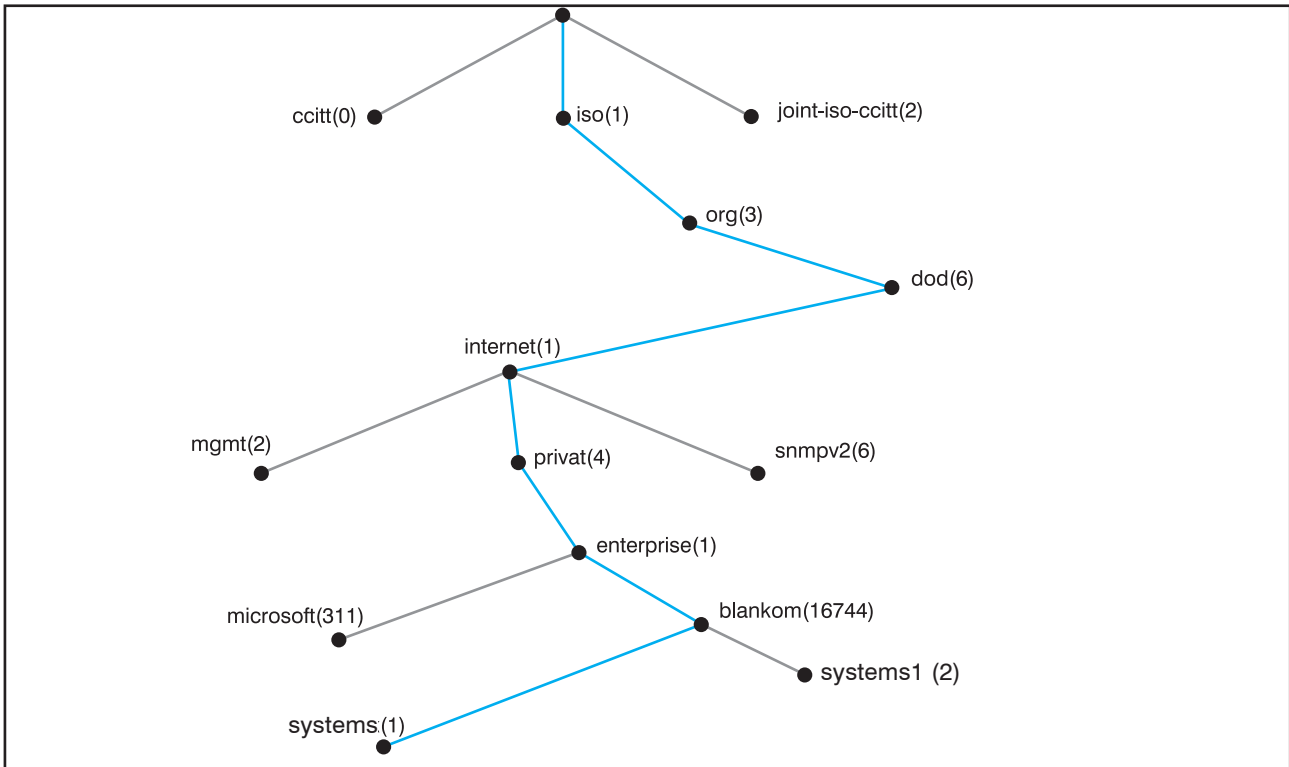 ccitt(0)
iso(1)
joint-iso-ccitt(2)
org(3)
dod(6)
internet(1)
mgmt(2)
privat(4)
snmpv2(6)
enterprise(1)
microsoft(311)
blankom(16744)
systems1 (2)
systems:(1)